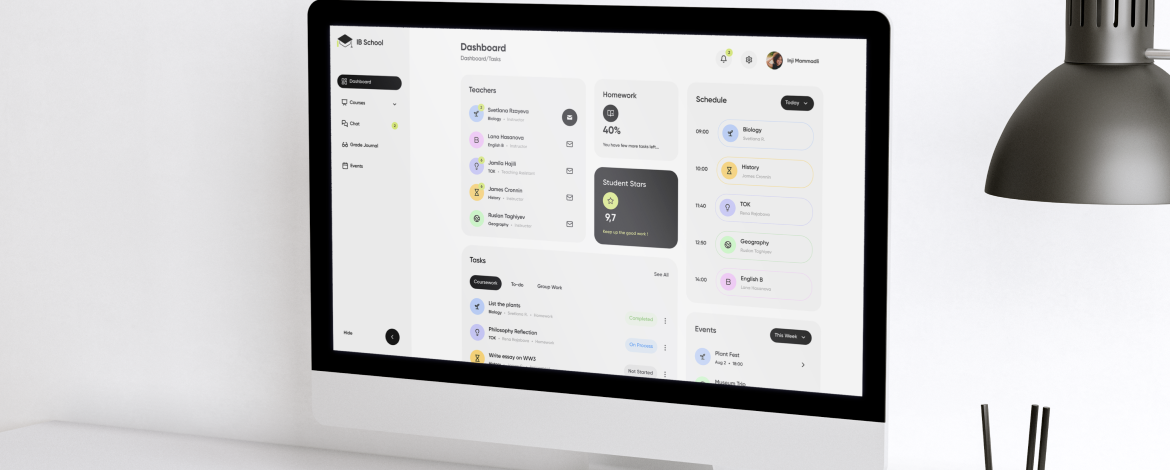 IB School
Dashboard
Courses
Chat
Grade Journal
Events
Hide
Dashboard
Dashboard/Tasks
2
Inji Mammadli
Teachers
Svetlana Rzayeva
Biology • Instructor
B
Lana Hasanova
English B • Instructor
Jamila Hajili
TOK • Teaching Assistant
James Cronnin
History • Instructor
Ruslan Taghiyev
Geography • Instructor
Homework
40%
You have few more tasks left...
Student Stars
9,7
Keep up the good work!
Schedule
Today
09:00
Biology
Svetlana R.
10:00
History
James Cronnin
11:40
TOK
Rena Rajabova
12:50
Geography
Ruslan Taghiyev
14:00
B
English B
Lana Hasanova
Tasks
See All
Coursework
To-do
Group Work
List the plants
Biology • Svetlana R. • Homework
Completed
Philosophy Reflection
TOK • Rena Rajabova • Homework
On Process
Write essay on WW3
Not Started
Events
This Week
Plant Fest
Aug 2 • 18:00
Museum Trip